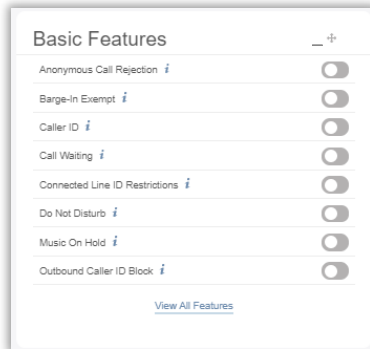 Basic Features
Anonymous Call Rejection i
Barge-In Exempt i
Caller ID i
Call Waiting i
Connected Line ID Restrictions i
Do Not Disturb i
Music On Hold i
Outbound Caller ID Block i
View All Features